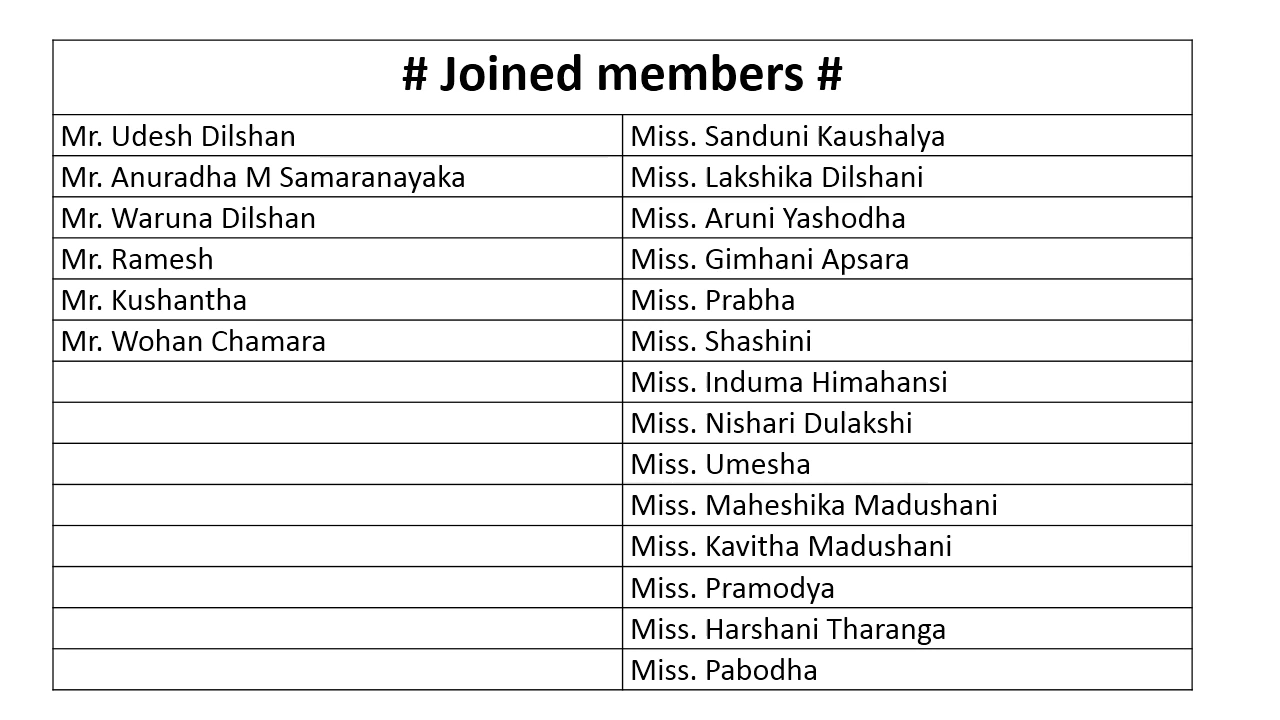 # Joined members #
Mr. Udesh Dilshan Miss. Sanduni Kaushalya
Mr. Anuradha M Samaranayaka Miss. Lakshika Dilshani
Mr. Waruna Dilshan Miss. Aruni Yashodha
Mr. Ramesh Miss. Gimhani Apsara
Mr. Kushantha Miss. Prabha
Mr. Wohan Chamara Miss. Shashini
Miss. Induma Himahansi
Miss. Nishari Dulakshi
Miss. Umesha
Miss. Maheshika Madushani
Miss. Kavitha Madushani
Miss. Pramodya
Miss. Harshani Tharanga
Miss. Pabodha